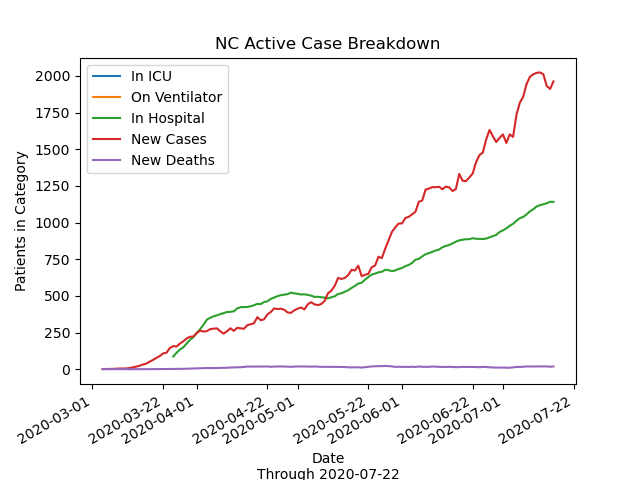 NC Active Case Breakdown
In ICU
On Ventilator
In Hospital
New Cases
New Deaths
Patients in Category
2000
1750
1500
1250
1000
750
500
250
0
2020-03-01
2020-03-22
2020-04-01
2020-04-22
2020-05-01
2020-05-22
2020-06-01
2020-06-22
2020-07-01
2020-07-22
Date
Through 2020-07-22